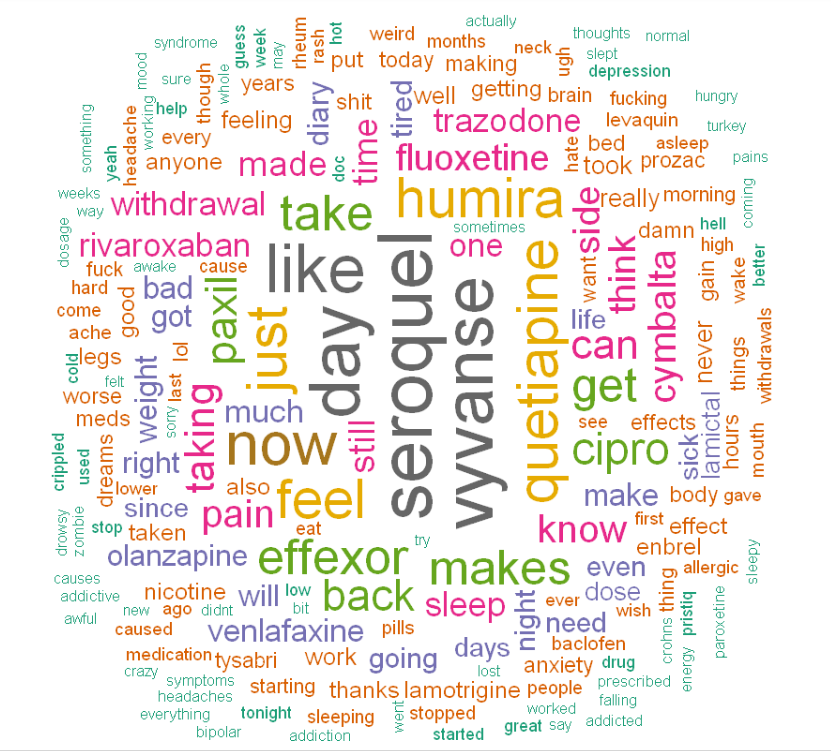 actually
weird
thoughts
normal
syndrome
guess
week
may
rheum
rash
hot
months
neck
ugh
slept
depression
mood
sure
though
whole
put
today
making
working
help
years
shit
diary
tired
well
getting
brain
fucking
hungry
something
yeah
headache
every
feeling
time
trazodone
levaquin
turkey
anyone
made
doc
fluoxetine
hate
bed
asleep
took
prozac
pains
weeks
way
withdrawal
take
humira
side
really
morning
coming
dosage
rivaroxaban
sometimes
one
damn
hell
high
better
fuck
awake
cause
like
seroquel
quetiapine
want
think
cymbalta
gain
wake
hard
good
bad
paxil
just
day
vyvanse
come
got
life
ache
can
never
things
withdrawals
cold
legs
lol
felt
last
get
worse
weight
taking
much
meds
sorry
still
see
effects
lamictal
hours
mouth
crippled
used
dreams
right
now
cipro
sick
lower
also
feel
make
body
gave
drowsy
zombie
stop
since
pain
know
first
effect
taken
eat
try
enbrel
olanzapine
effexor
makes
even
allergic
sleepy
causes
addictive
nicotine
will
low
bit
back
sleep
night
dose
thing
awful
new
ago
didnt
ever
wish
need
pristiq
paroxetine
caused
venlafaxine
pills
baclofen
crohns
energy
medication
tysabri
work
going
days
anxiety
drug
crazy
lost
prescribed
symptoms
starting
thanks
lamotrigine
people
falling
headaches
everything
tonight
sleeping
went
stopped
worked
addicted
bipolar
addiction
started
great
say